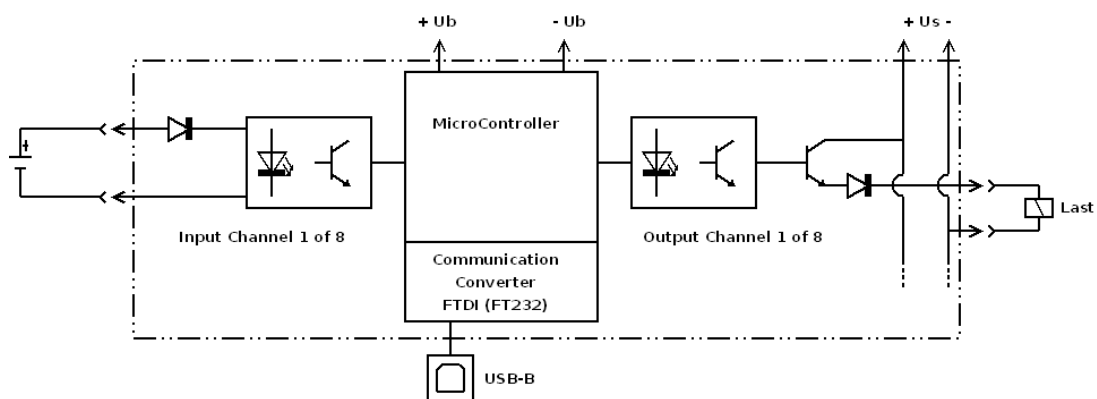 + Ub
- Ub
+ Us -
MicroController
+
Input Channel 1 of 8
Output Channel 1 of 8
Last
Communication
Converter
FTDI (FT232)
USB-B